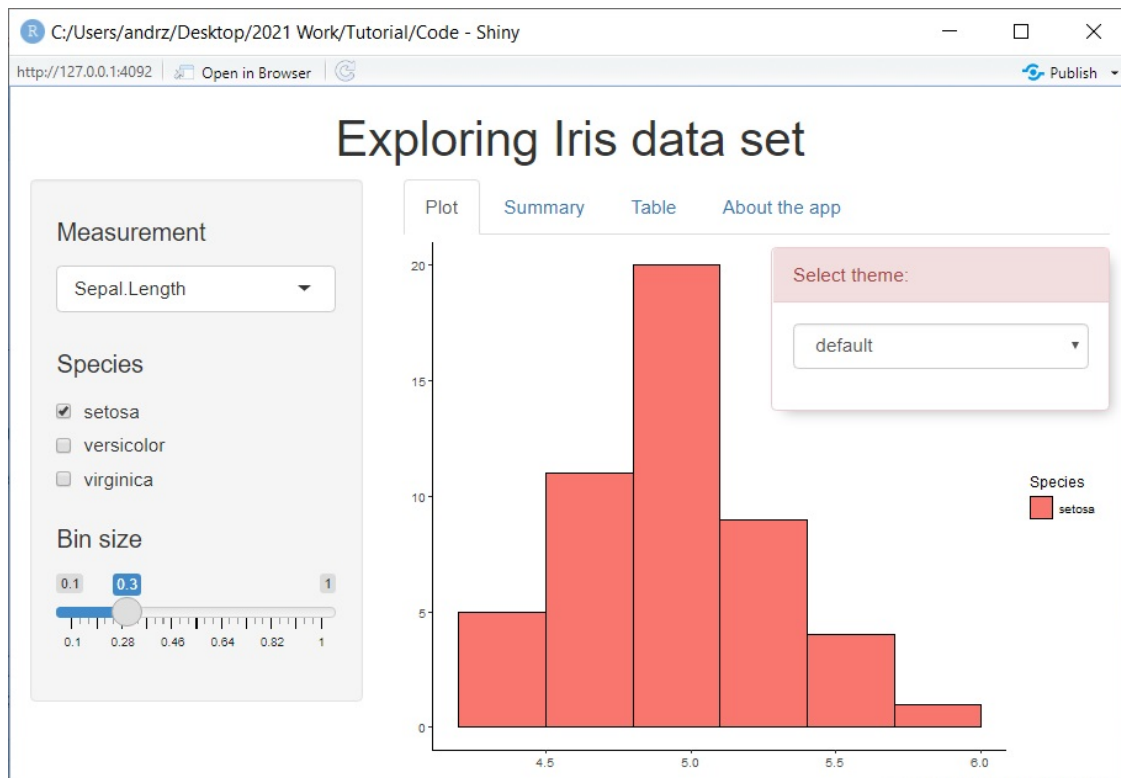 R C:/Users/andrz/Desktop/2021 Work/Tutorial/Code - Shiny
http://127.0.0.1:4092 Open in Browser Publish
Exploring Iris data set
Measurement
Sepal.Length
Species
setosa
versicolor
virginica
Bin size
0.1 0.3 1
0.1 0.28 0.46 0.64 0.82 1
Plot Summary Table About the app
Select theme:
default
20
15
10
5
0
4.5 5.0 5.5 6.0
Species
setosa